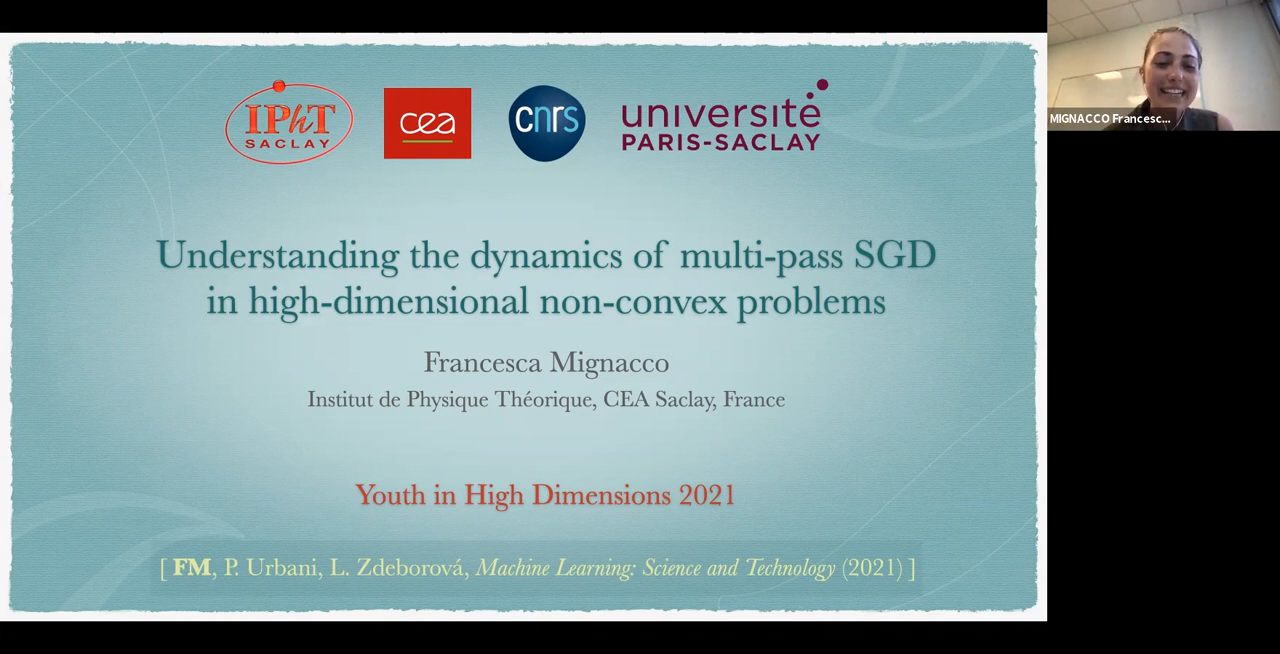 IPhT
SACLAY
cea
cnrs
université
PARIS-SACLAY
MIGNACCO Francesc...
Understanding the dynamics of multi-pass SGD
in high-dimensional non-convex problems
Francesca Mignacco
Institut de Physique Théorique, CEA Saclay, France
Youth in High Dimensions 2021
[ FM, P. Urbani, L. Zdeborová, Machine Learning: Science and Technology (2021) ]